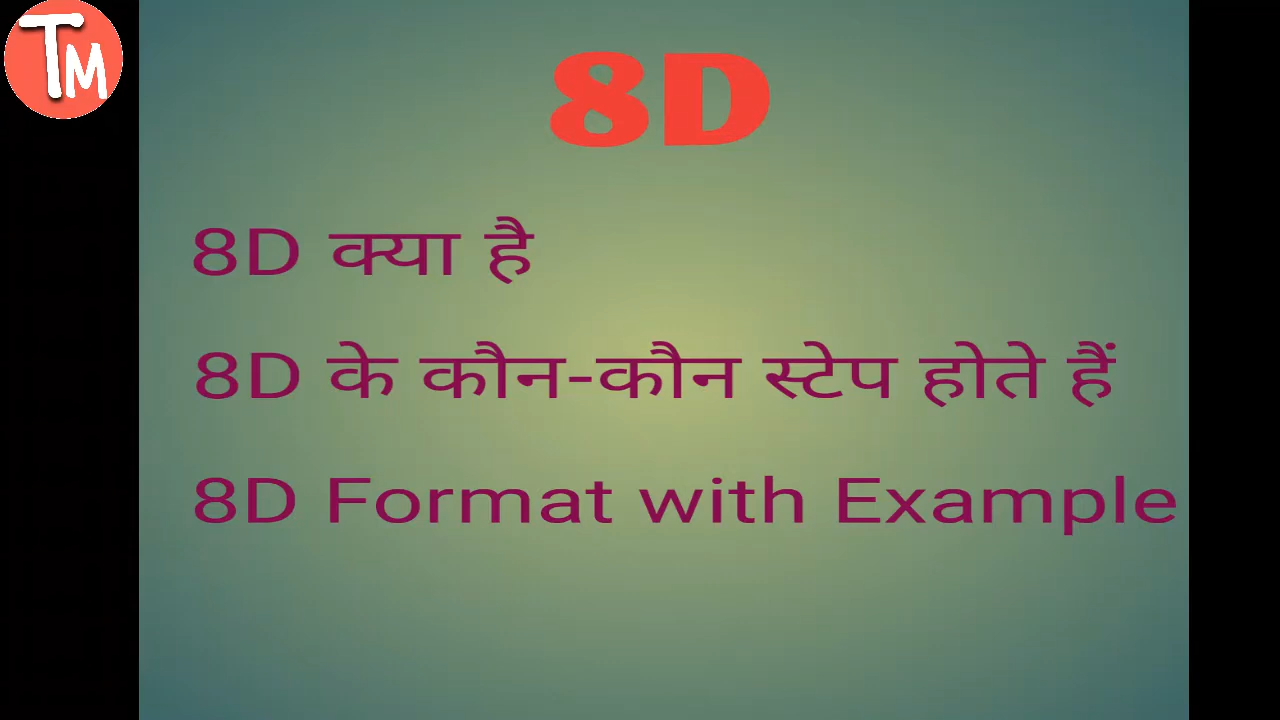 TM
8D
8D क्या है
8D के कौन-कौन स्टेप होते हैं
8D Format with Example